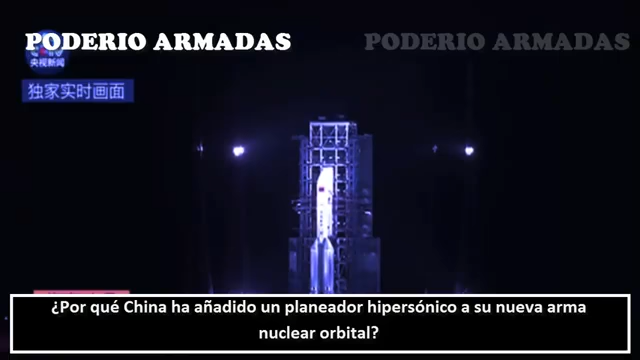 PODERIO ARMADAS
PODERIO ARMADAS
央视新闻
独家实时画面
¿Por qué China ha añadido un planeador hipersónico a su nueva arma
nuclear orbital?